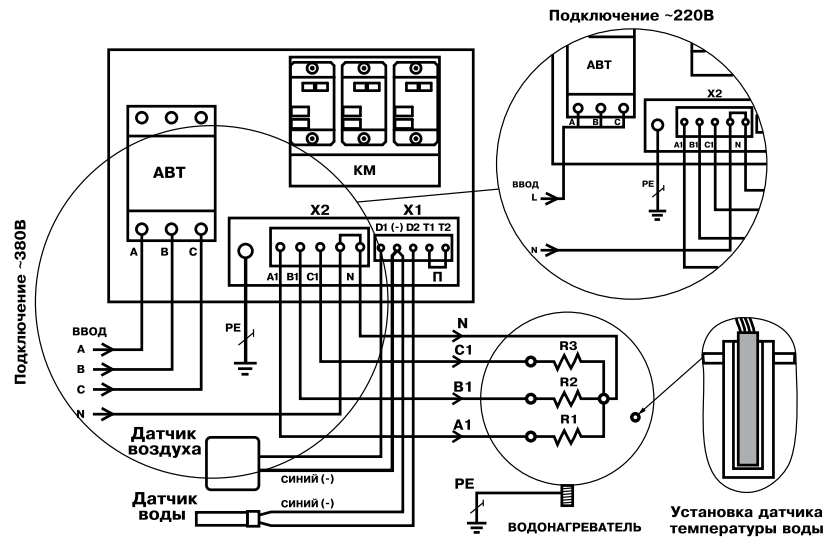 Подключение ~220В
АВТ
X2
A B C
A1 B1 C1 N
ВВОД
L
PE
N
АВТ
КМ
X2 X1
D1 (-) D2 T1 T2
A B C
A1 B1 C1 N
П
Подключение ~380В
ВВОД
A
B
C
N
PE
N
C1
B1
A1
R3
R2
R1
Датчик
воздуха
СИНИЙ (-)
Датчик
воды
СИНИЙ (-)
PE
ВОДОНАГРЕВАТЕЛЬ
Установка датчика
температуры воды